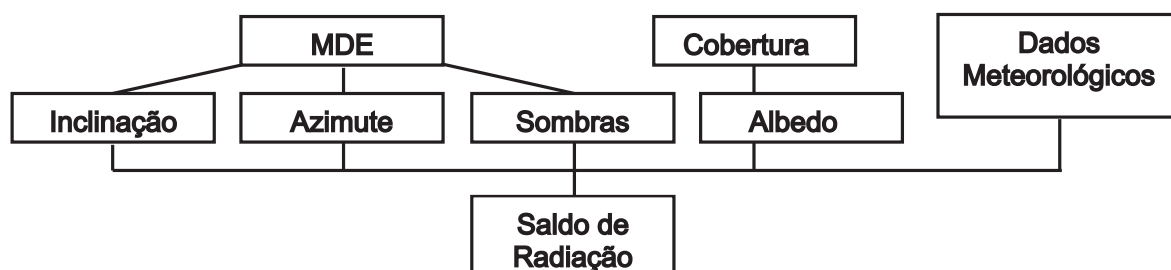 MDE
Cobertura
Dados
Meteorológicos
Inclinação
Azimute
Sombras
Albedo
Saldo de
Radiação